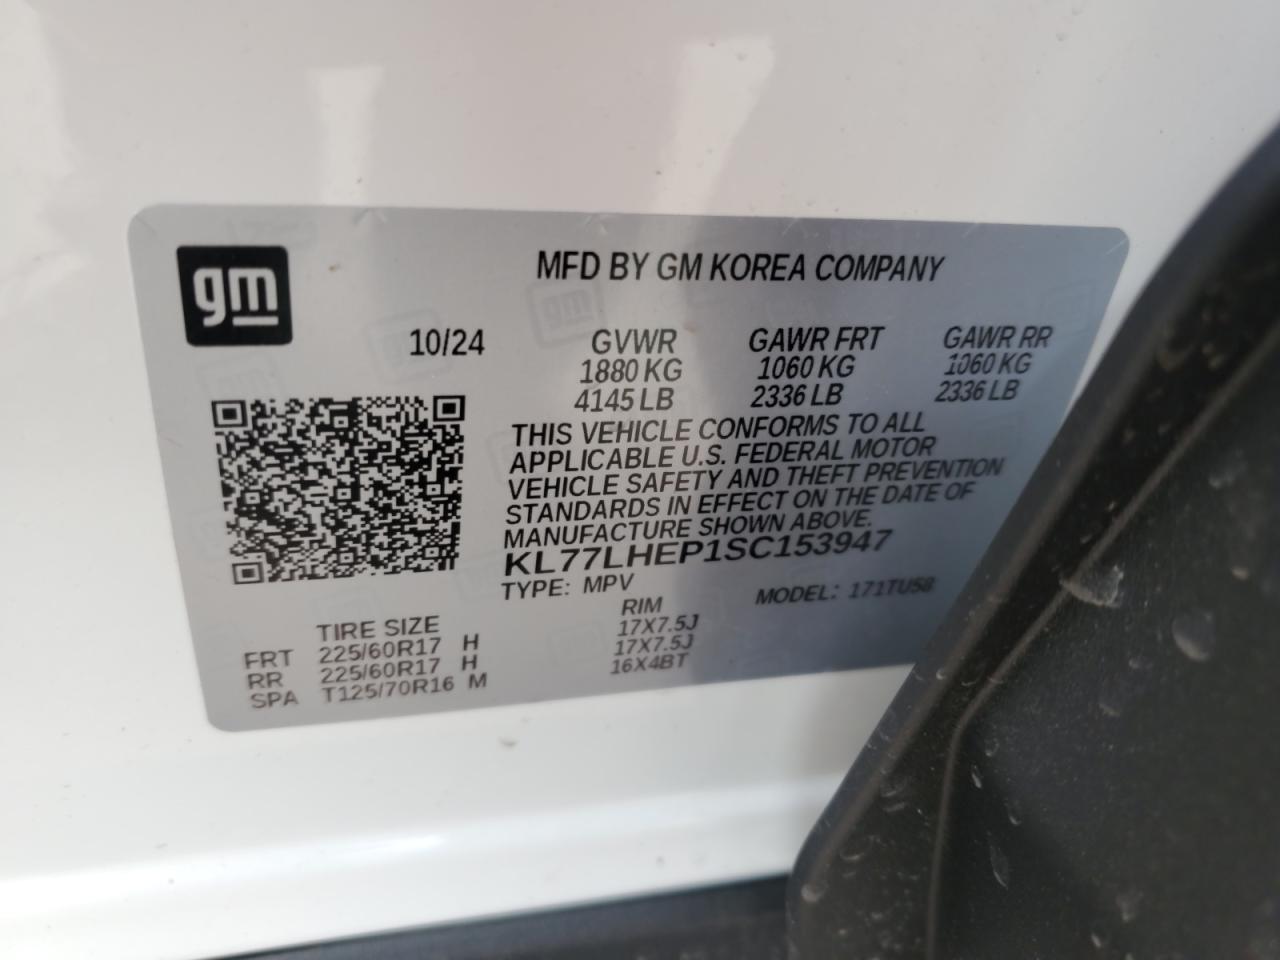 gm
MFD BY GM KOREA COMPANY
10/24 GVWR GAWR FRT GAWR RR
1880 KG 1060 KG 1060 KG
4145 LB 2336 LB 2336 LB
THIS VEHICLE CONFORMS TO ALL
APPLICABLE U.S. FEDERAL MOTOR
VEHICLE SAFETY AND THEFT PREVENTION
STANDARDS IN EFFECT ON THE DATE OF
MANUFACTURE SHOWN ABOVE.
KL77LHEP1SC153947
TYPE: MPV MODEL: 171TU58
TIRE SIZE RIM
FRT 225/60R17 H 17X7.5J
RR 225/60R17 H 17X7.5J
SPA T125/70R16 M 16X4BT